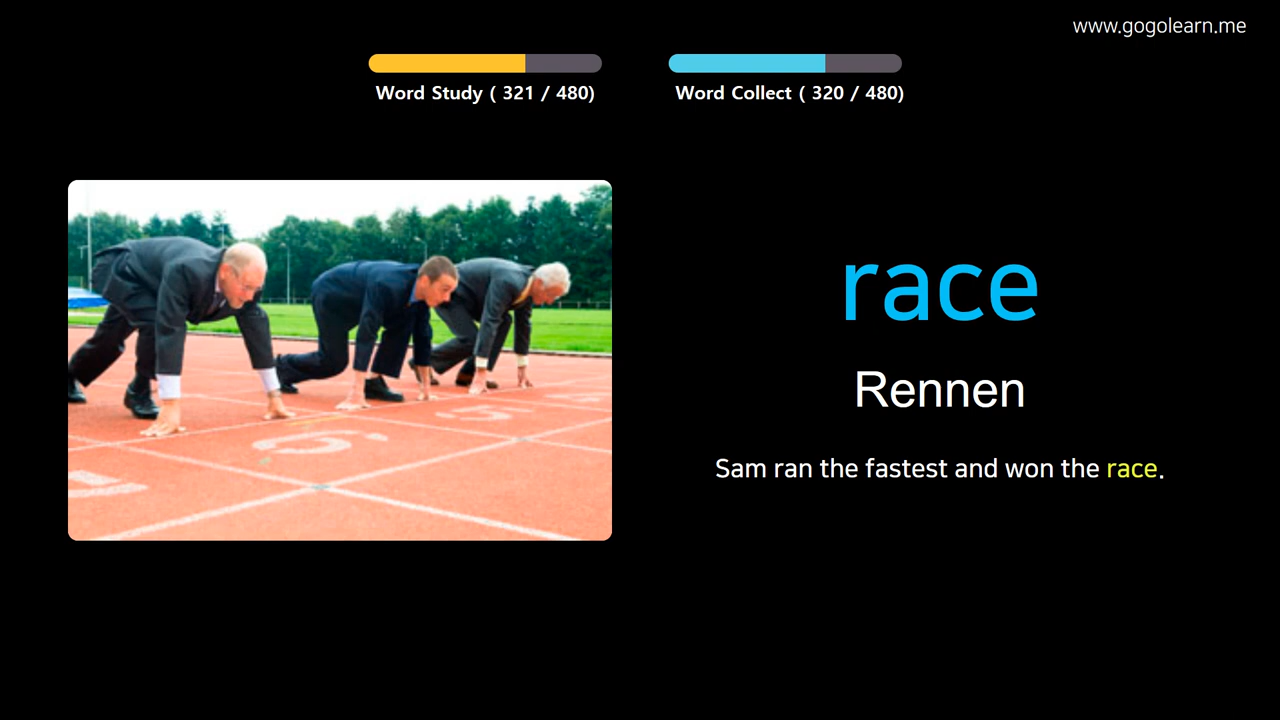 www.gogolearn.me
Word Study ( 321 / 480)
Word Collect ( 320 / 480)
race
Rennen
Sam ran the fastest and won the race.